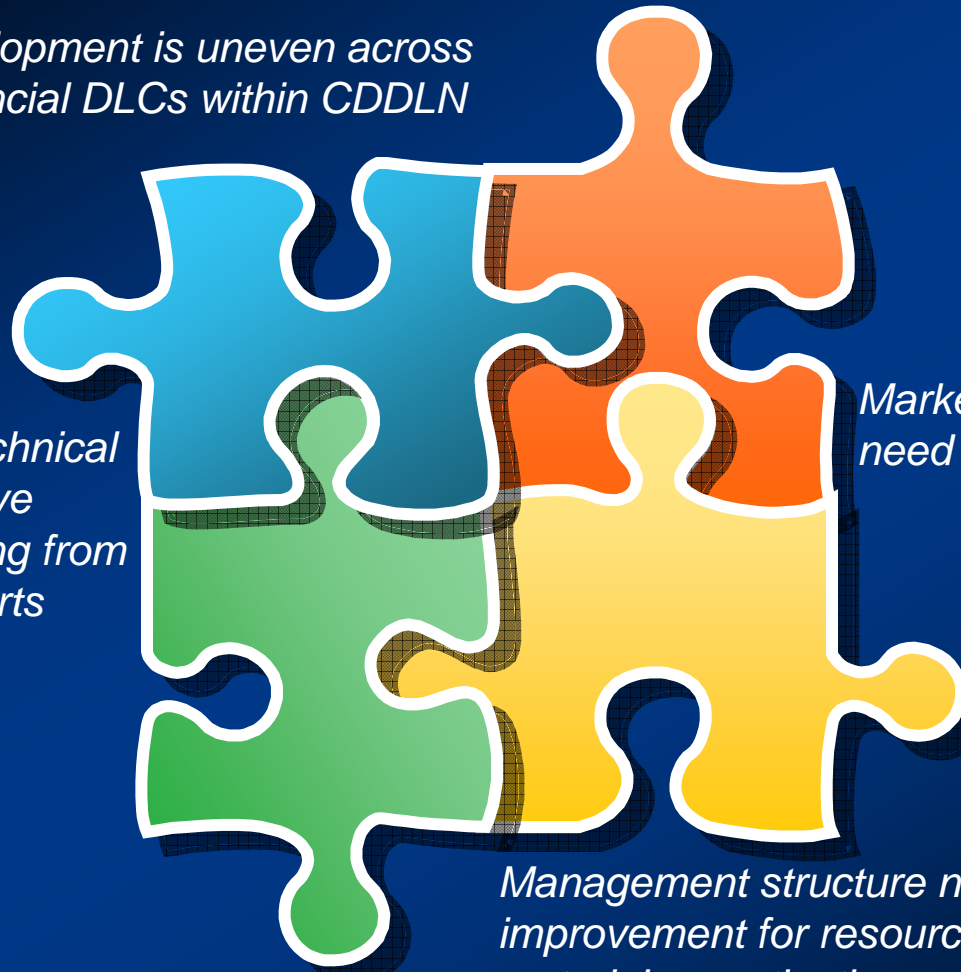 lopment is uneven across
ncial DLCs within CDDLN
chnical
ve
ng from
rts
Marke
need
Management structure n
improvement for resourc